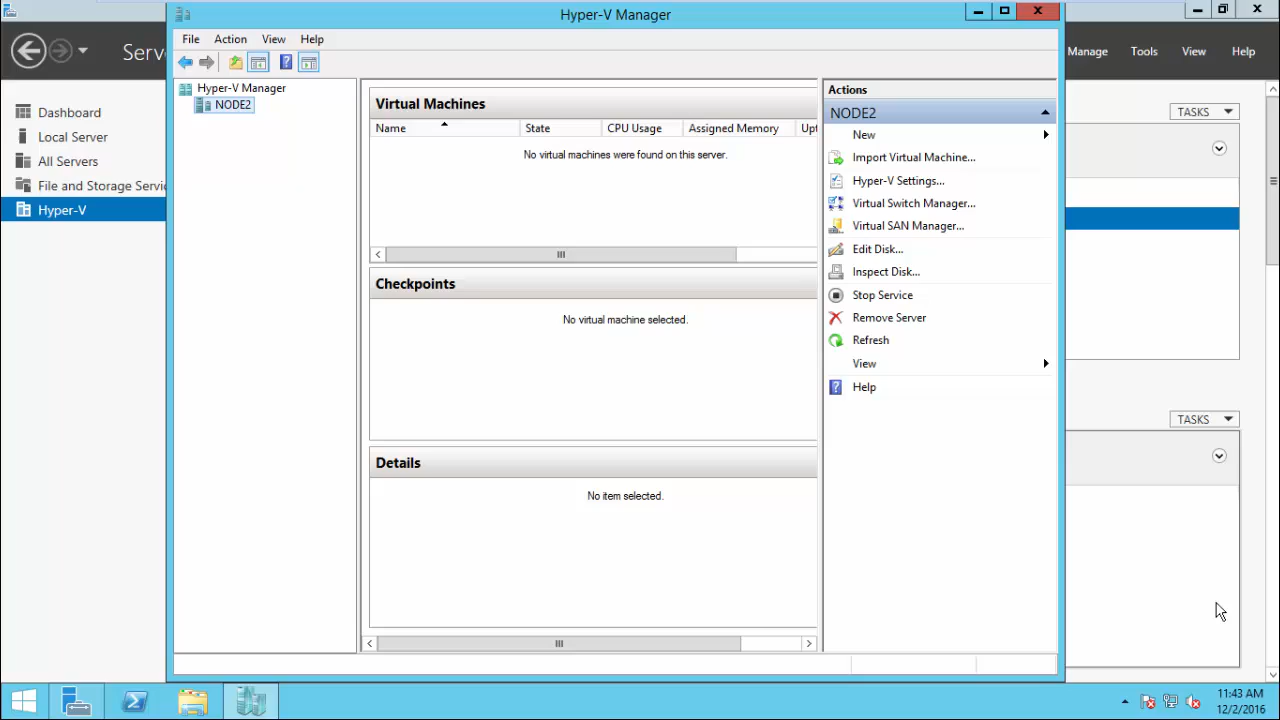 Hyper-V Manager
Serv
Manage Tools View Help
File Action View Help
Dashboard
Local Server
All Servers
File and Storage Servic
Hyper-V
Hyper-V Manager
NODE2
Virtual Machines
Name State CPU Usage Assigned Memory Upt
No virtual machines were found on this server.
Checkpoints
No virtual machine selected.
Details
No item selected.
Actions
NODE2
New
Import Virtual Machine...
Hyper-V Settings...
Virtual Switch Manager...
Virtual SAN Manager...
Edit Disk...
Inspect Disk...
Stop Service
Remove Server
Refresh
View
Help
TASKS
TASKS
11:43 AM
12/2/2016